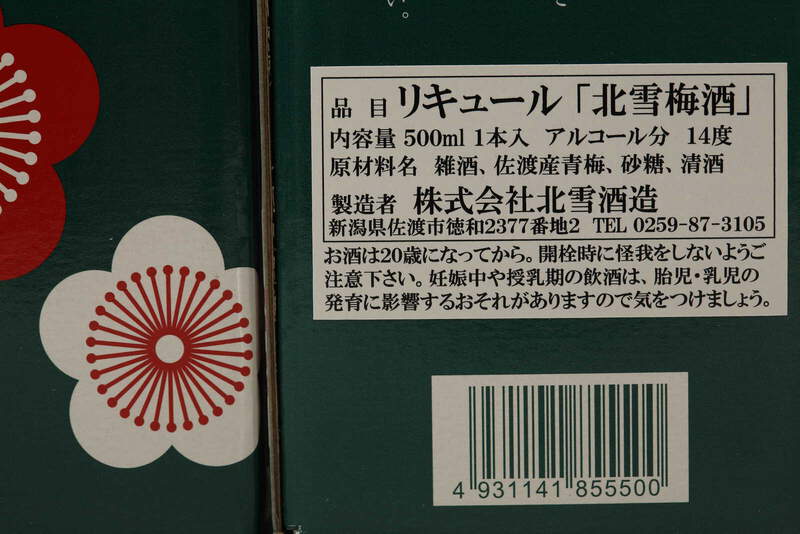 い。
品目 リキュール「北雪梅酒」
内容量 500ml 1本入 アルコール分 14度
原材料名 雑酒、佐渡産青梅、砂糖、清酒
製造者 株式会社北雪酒造
新潟県佐渡市徳和2377番地2 TEL 0259-87-3105
お酒は20歳になってから。開栓時に怪我をしないようご
注意下さい。妊娠中や授乳期の飲酒は、胎児・乳児の
発育に影響するおそれがありますので気をつけましょう。
4 931141 855500